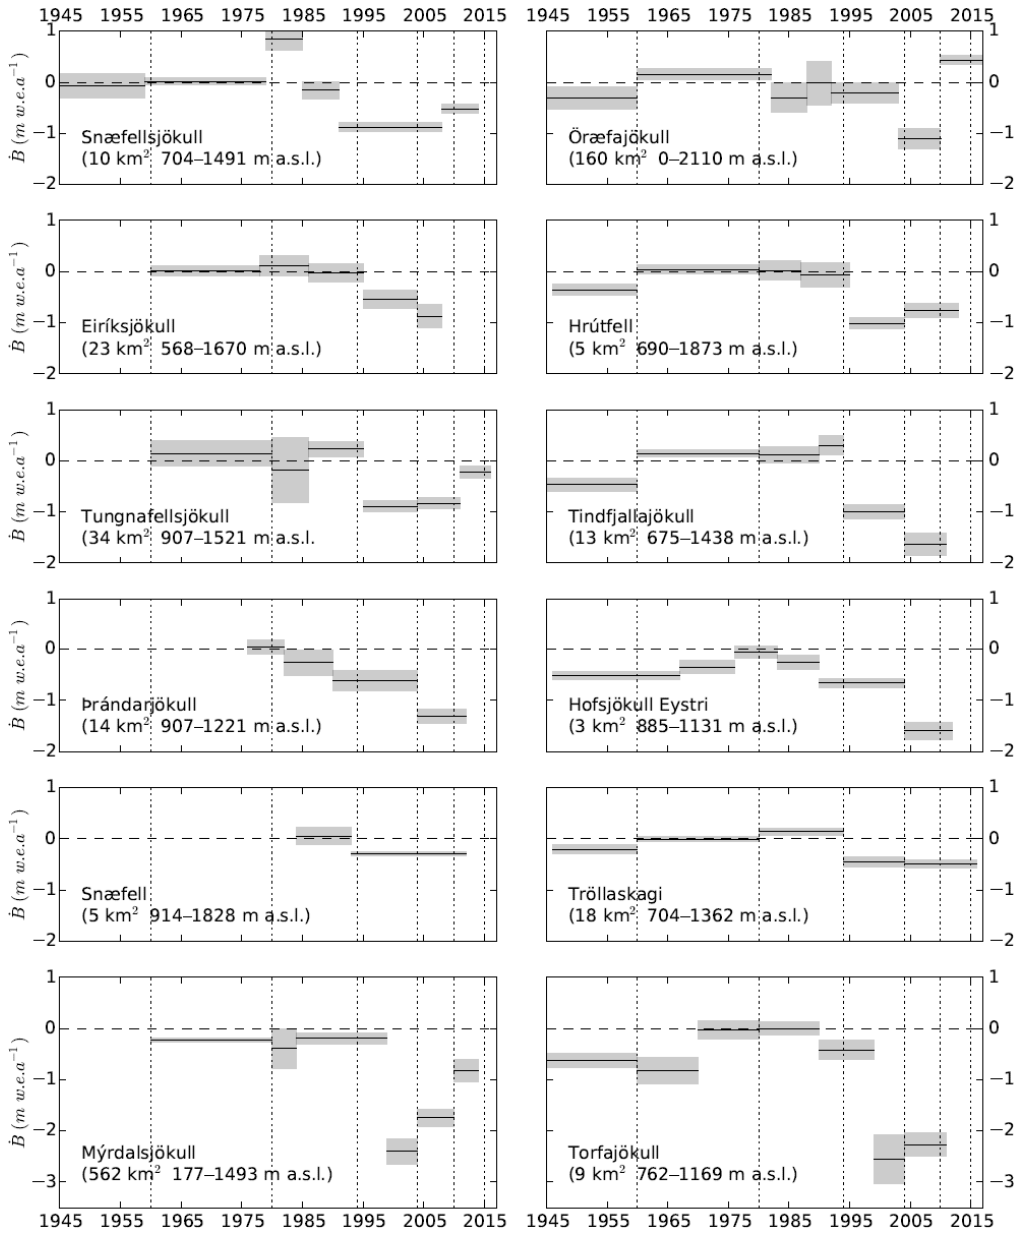 1945 1955 1965 1975 1985 1995 2005 2015
1945 1955 1965 1975 1985 1995 2005 2015
1
0
−1
−2
Ḃ (m w.e.a⁻¹)
Snæfellsjökull
(10 km² 704–1491 m a.s.l.)
Öræfajökull
(160 km² 0–2110 m a.s.l.)
1
0
−1
−2
1
0
−1
−2
Ḃ (m w.e.a⁻¹)
Eiríksjökull
(23 km² 568–1670 m a.s.l.)
Hrútfell
(5 km² 690–1873 m a.s.l.)
1
0
−1
−2
1
0
−1
−2
Ḃ (m w.e.a⁻¹)
Tungnafellsjökull
(34 km² 907–1521 m a.s.l.
Tindfjallajökull
(13 km² 675–1438 m a.s.l.)
1
0
−1
−2
1
0
−1
−2
Ḃ (m w.e.a⁻¹)
Þrándarjökull
(14 km² 907–1221 m a.s.l.)
Hofsjökull Eystri
(3 km² 885–1131 m a.s.l.)
1
0
−1
−2
1
0
−1
−2
Ḃ (m w.e.a⁻¹)
Snæfell
(5 km² 914–1828 m a.s.l.)
Tröllaskagi
(18 km² 704–1362 m a.s.l.)
1
0
−1
−2
1
0
−1
−2
−3
Ḃ (m w.e.a⁻¹)
Mýrdalsjökull
(562 km² 177–1493 m a.s.l.)
Torfajökull
(9 km² 762–1169 m a.s.l.)
1
0
−1
−2
−3
1945 1955 1965 1975 1985 1995 2005 2015
1945 1955 1965 1975 1985 1995 2005 2015